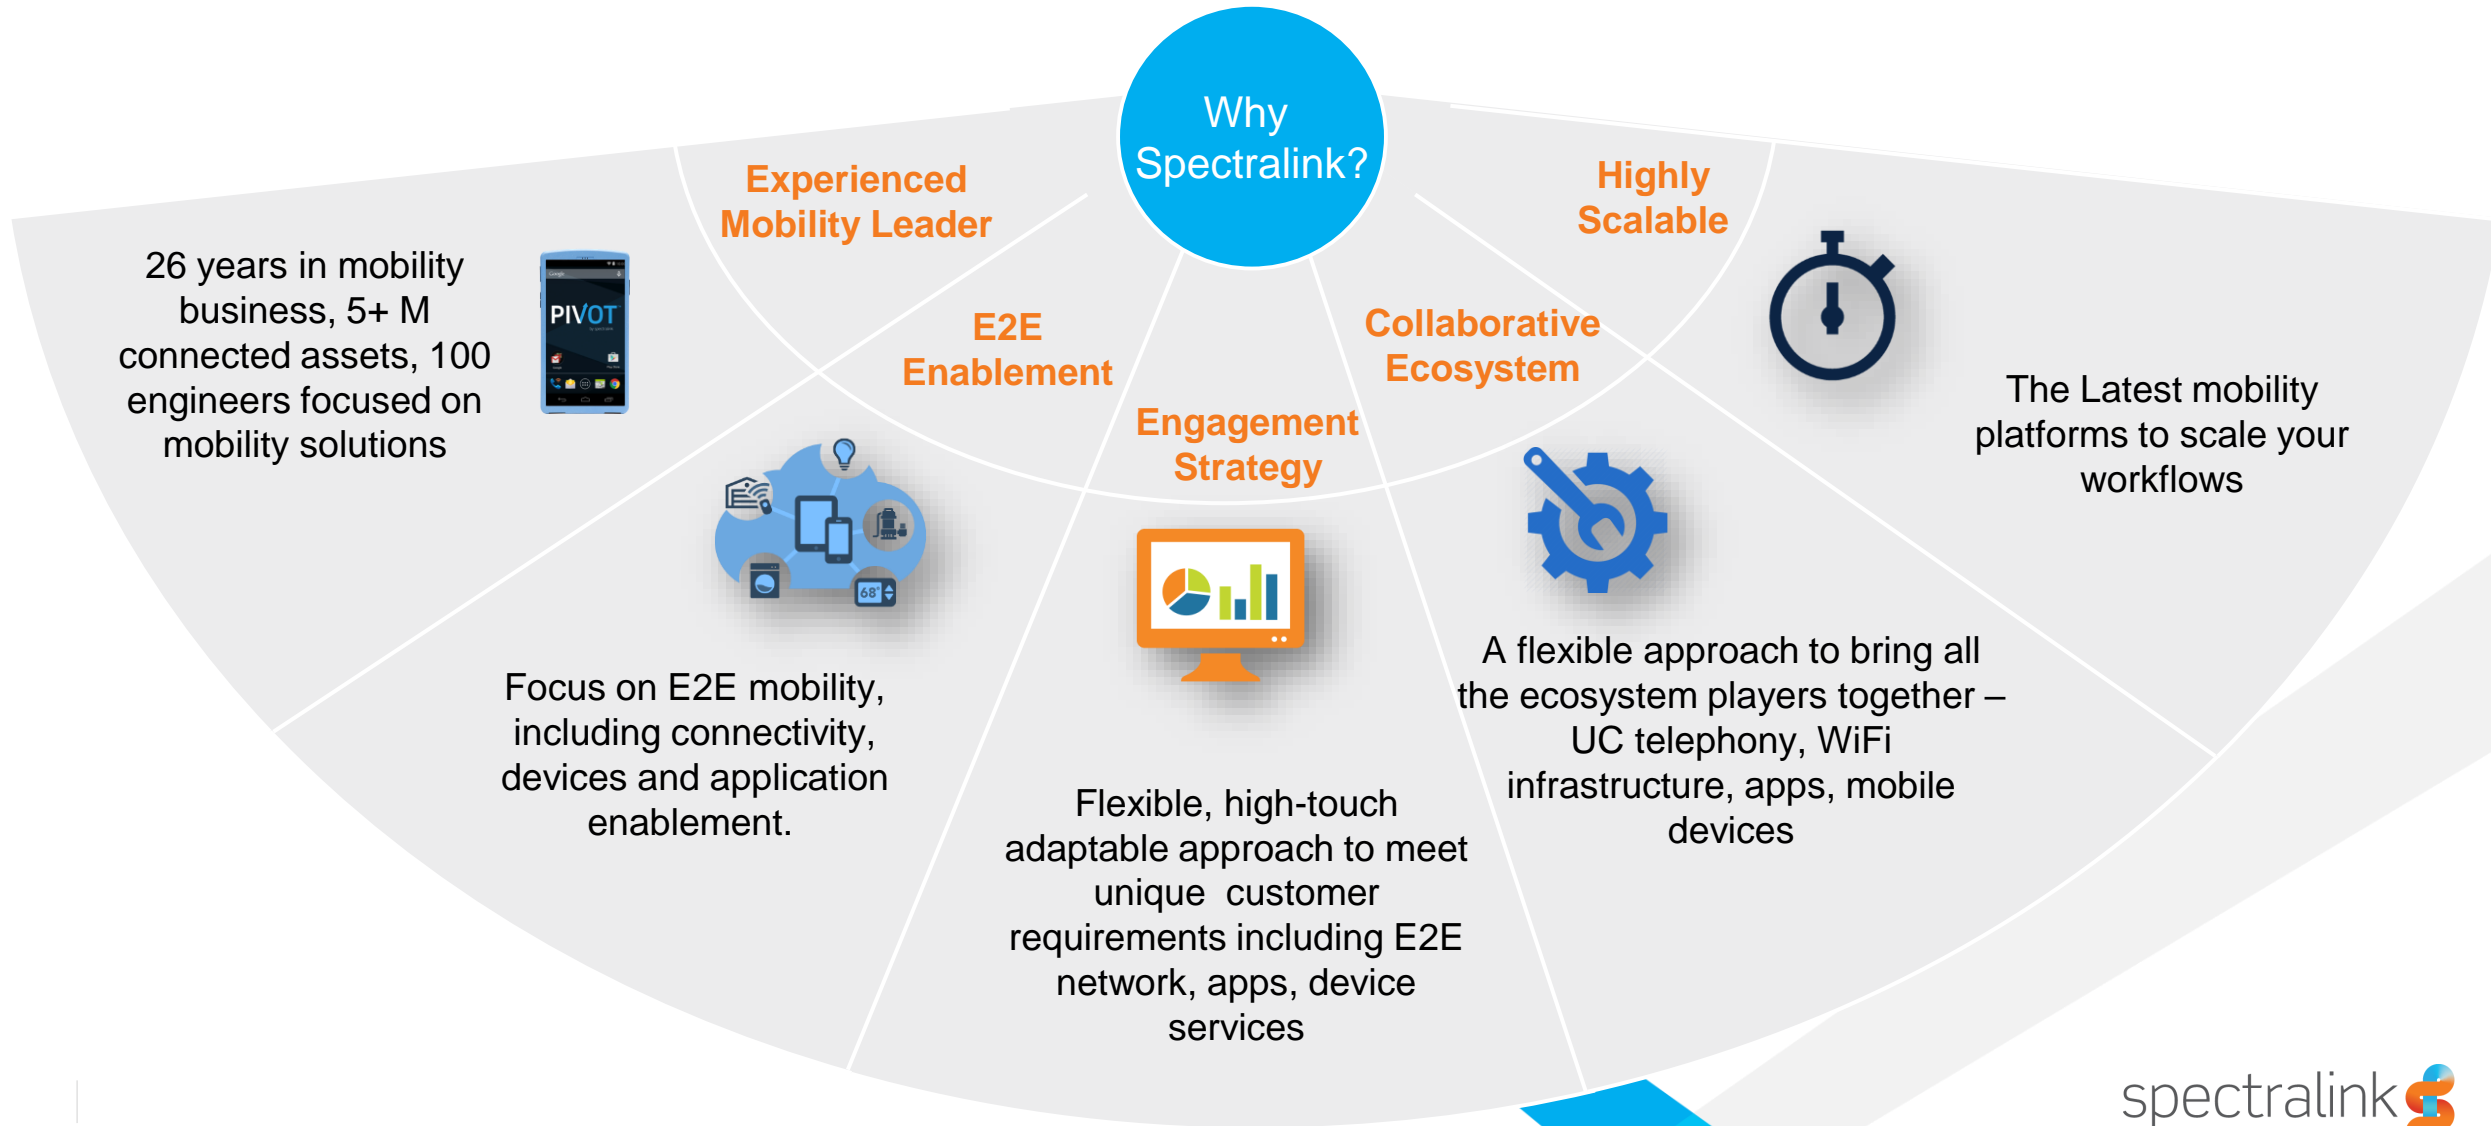 Why
Spectralink?
Experienced
Mobility Leader
26 years in mobility
business, 5+ M
connected assets, 100
engineers focused on
mobility solutions
Google
PIVOT
E2E
Enablement
68°
Focus on E2E mobility,
including connectivity,
devices and application
enablement.
Engagement
Strategy
Flexible, high-touch
adaptable approach to meet
unique  customer
requirements including E2E
network, apps, device
services
Collaborative
Ecosystem
A flexible approach to bring all
the ecosystem players together –
UC telephony, WiFi
infrastructure, apps, mobile
devices
Highly
Scalable
The Latest mobility
platforms to scale your
workflows
spectralink